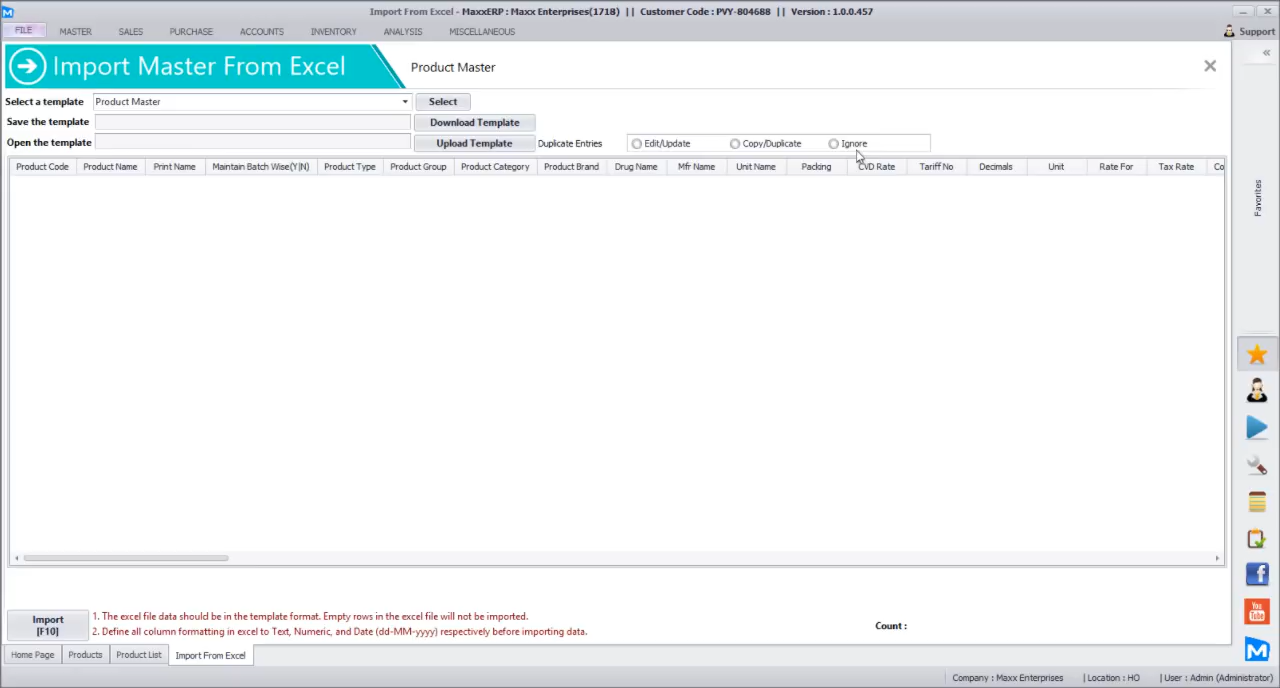 Import From Excel - MaxxERP : Maxx Enterprises(1718) || Customer Code : PVY-804688 || Version : 1.0.0.457
FILE MASTER SALES PURCHASE ACCOUNTS INVENTORY ANALYSIS MISCELLANEOUS Support
Import Master From Excel Product Master
Select a template Product Master Select
Save the template Download Template
Open the template Upload Template Duplicate Entries Edit/Update Copy/Duplicate Ignore
Product Code Product Name Print Name Maintain Batch Wise(Y|N) Product Type Product Group Product Category Product Brand Drug Name Mfr Name Unit Name Packing CVD Rate Tariff No Decimals Unit Rate For Tax Rate Co
Favorites
You
Tube
Import
[F10]
1. The excel file data should be in the template format. Empty rows in the excel file will not be imported.
2. Define all column formatting in excel to Text, Numeric, and Date (dd-MM-yyyy) respectively before importing data.
Count :
Home Page Products Product List Import From Excel
Company : Maxx Enterprises | Location : HO | User : Admin (Administrator)